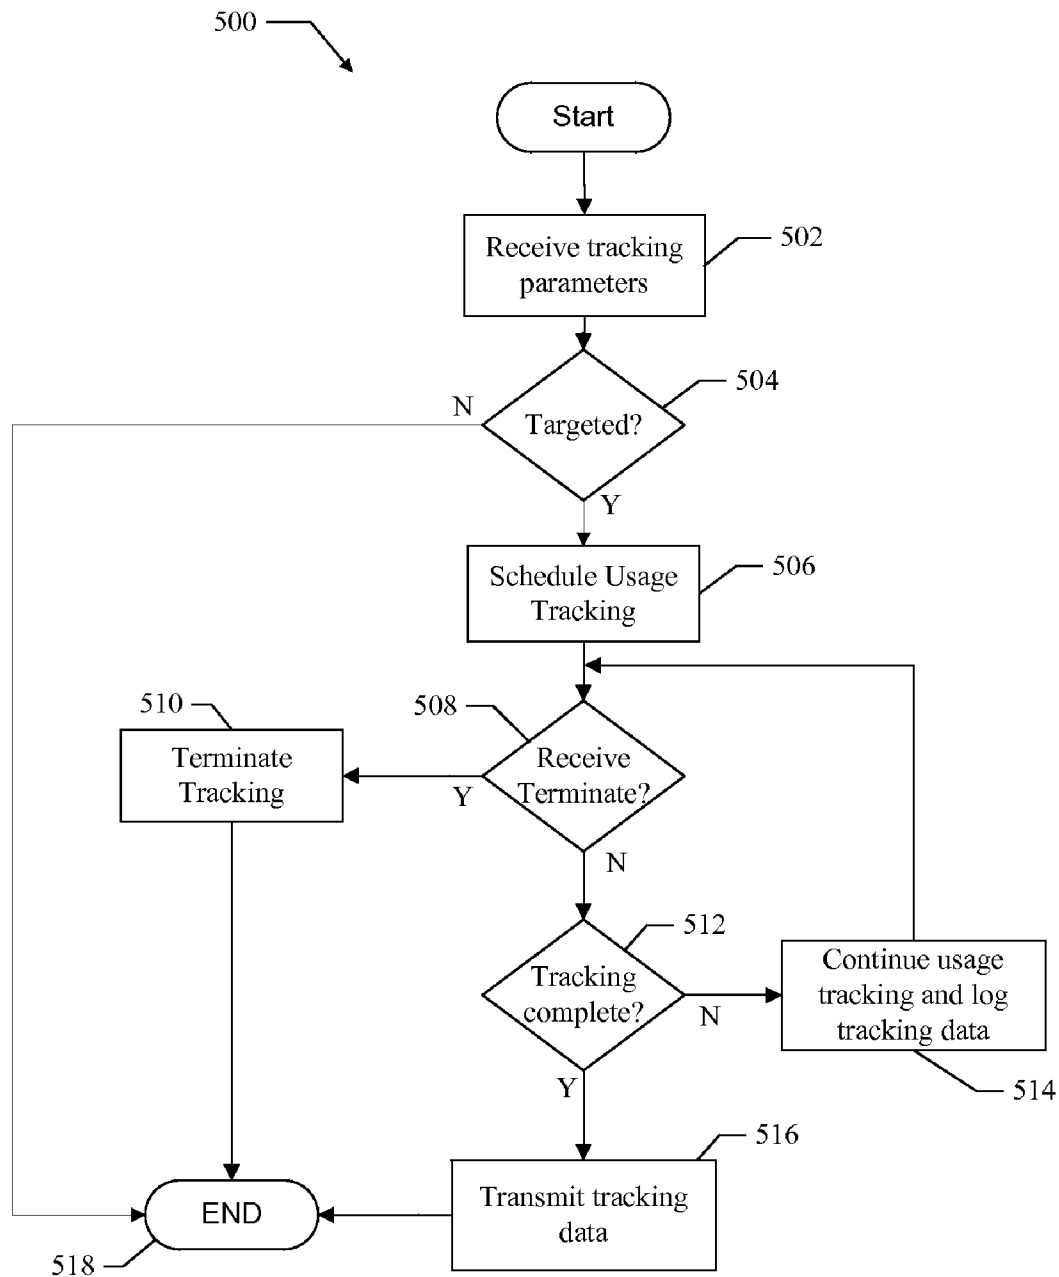 500
Start
Receive tracking
parameters
502
504
N
Targeted?
Y
Schedule Usage
Tracking
506
510
508
Terminate
Tracking
Receive
Terminate?
Y
N
512
Tracking
complete?
N
Continue usage
tracking and log
tracking data
514
Y
516
Transmit tracking
data
END
518